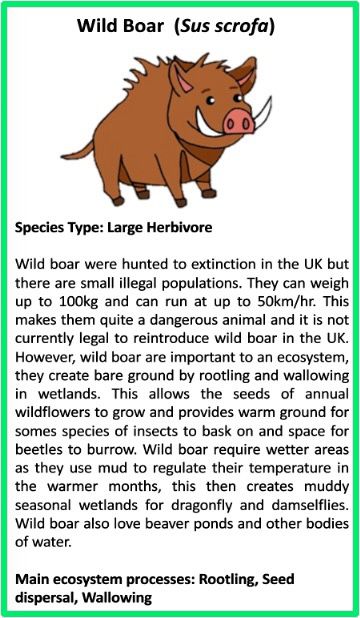 Wild Boar (Sus scrofa)
Species Type: Large Herbivore
Wild boar were hunted to extinction in the UK but
there are small illegal populations. They can weigh
up to 100kg and can run at up to 50km/hr. This
makes them quite a dangerous animal and it is not
currently legal to reintroduce wild boar in the UK.
However, wild boar are important to an ecosystem,
they create bare ground by rootling and wallowing
in wetlands. This allows the seeds of annual
wildflowers to grow and provides warm ground for
somes species of insects to bask on and space for
beetles to burrow. Wild boar require wetter areas
as they use mud to regulate their temperature in
the warmer months, this then creates muddy
seasonal wetlands for dragonfly and damselflies.
Wild boar also love beaver ponds and other bodies
of water.
Main ecosystem processes: Rootling, Seed
dispersal, Wallowing